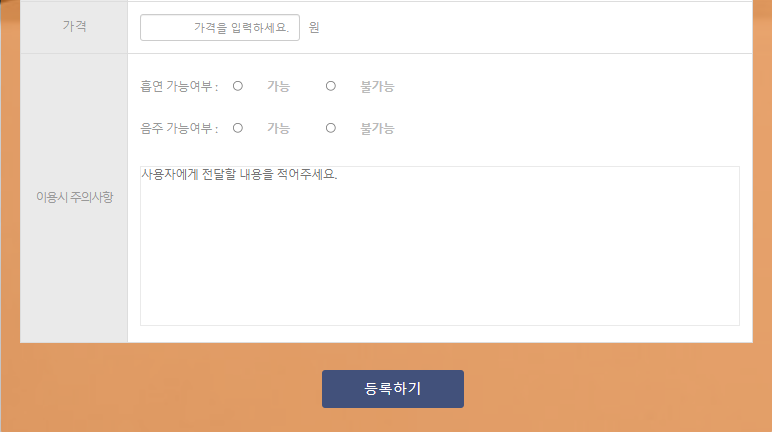 가격 가격을 입력하세요. 원
흡연 가능여부 : 가능 불가능
음주 가능여부 : 가능 불가능
이용시 주의사항
사용자에게 전달할 내용을 적어주세요.
등록하기